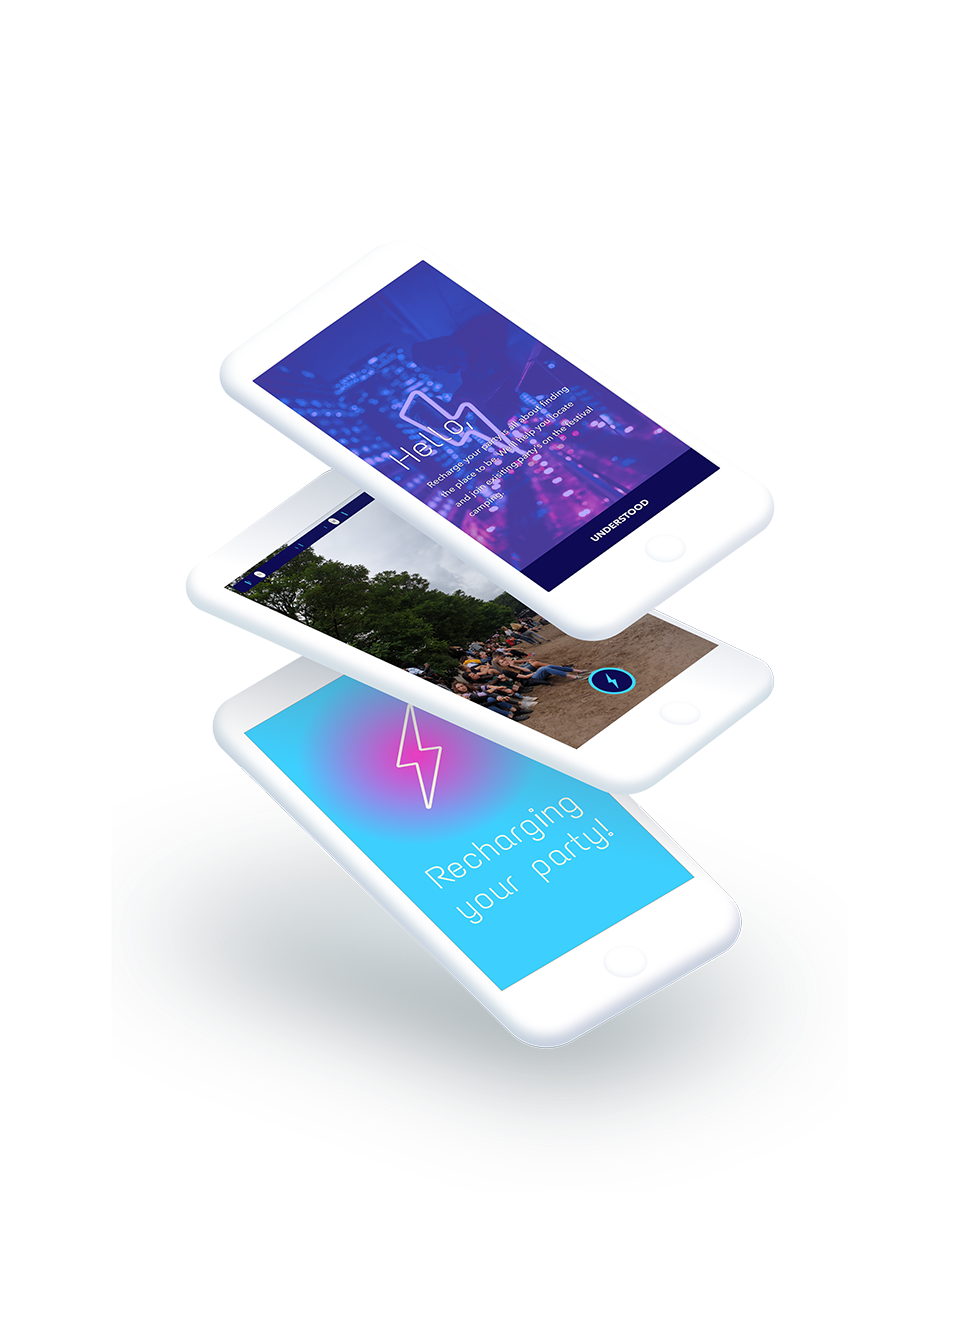 Hello,
Recharge your party is all about finding
the place to be. We'll help you locate
and join exisiting party's on the festival
camping.
UNDERSTOOD
Recharging
your party!